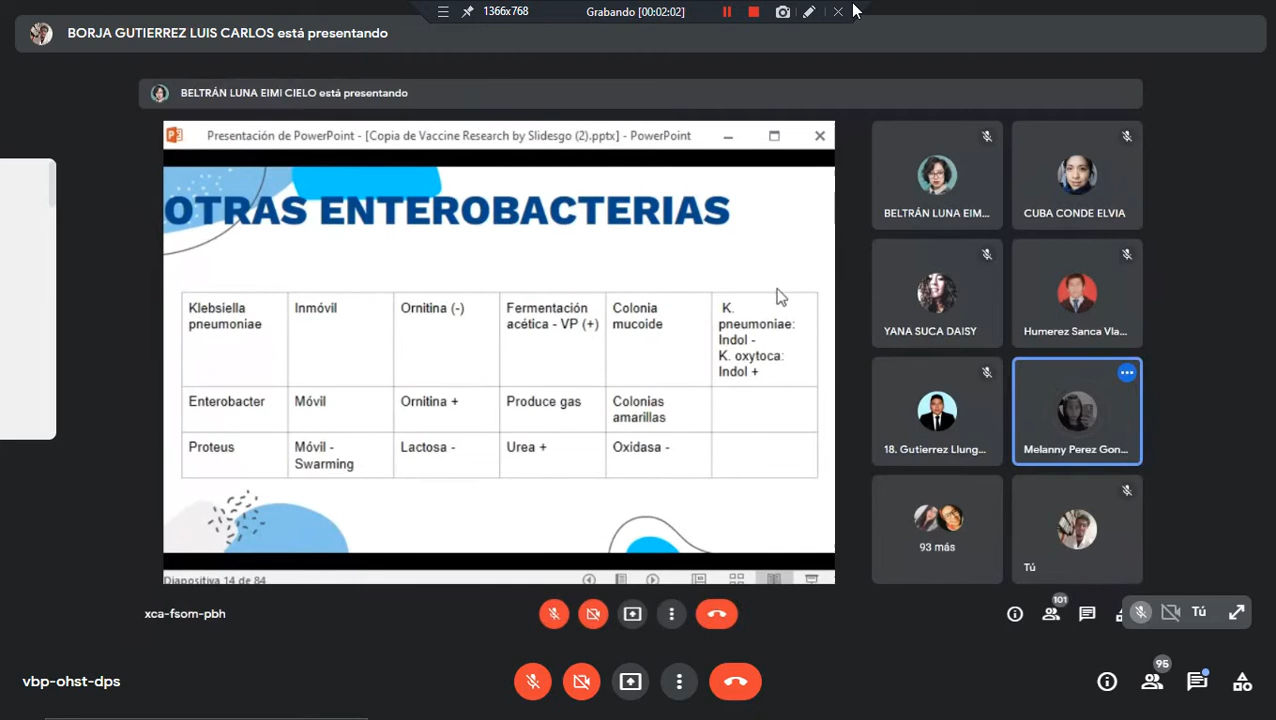 1366x768
Grabando [00:02:02]
BORJA GUTIERREZ LUIS CARLOS está presentando
BELTRÁN LUNA EIMI CIELO está presentando
Presentación de PowerPoint - [Copia de Vaccine Research by Slidesgo (2).pptx] - PowerPoint
OTRAS ENTEROBACTERIAS
Klebsiella
pneumoniae
Inmóvil
Ornitina (-)
Fermentación
acética - VP (+)
Colonia
mucoide
K.
pneumoniae:
Indol -
K. oxytoca:
Indol +
Enterobacter
Móvil
Ornitina +
Produce gas
Colonias
amarillas
Proteus
Móvil -
Swarming
Lactosa -
Urea +
Oxidasa -
Diapositiva 14 de 84
BELTRÁN LUNA EIM...
CUBA CONDE ELVIA
YANA SUCA DAISY
Humerez Sanca Vla...
18. Gutierrez Llung...
Melanny Perez Gon...
93 más
Tú
xca-fsom-pbh
101
Tú
vbp-ohst-dps
95